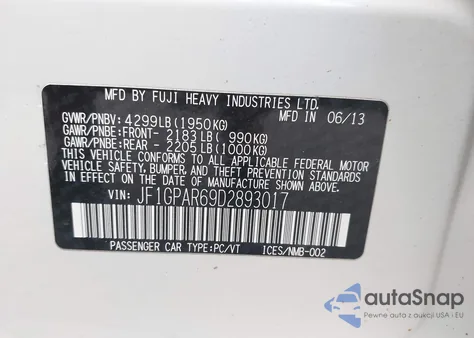 MFD BY FUJI HEAVY INDUSTRIES LTD.
GVWR/PNBV: 4299LB(1950KG) IN 06/13
GAWR/PNBE:FRONT- 2183LB( 990KG)
GAWR/PNBE:REAR - 2205LB(1000KG)
THIS VEHICLE CONFORMS TO ALL APPLICABLE FEDERAL MOTOR
VEHICLE SAFETY, BUMPER, AND THEFT PREVENTION STANDARDS
IN EFFECT ON THE DATE OF MANUFACTURE SHOWN ABOVE.
VIN: JF1GPAR69D2893017
PASSENGER CAR TYPE:PC/VT ICES/NMB-002
autoSnap
Pewne auta z aukcji USA i EU